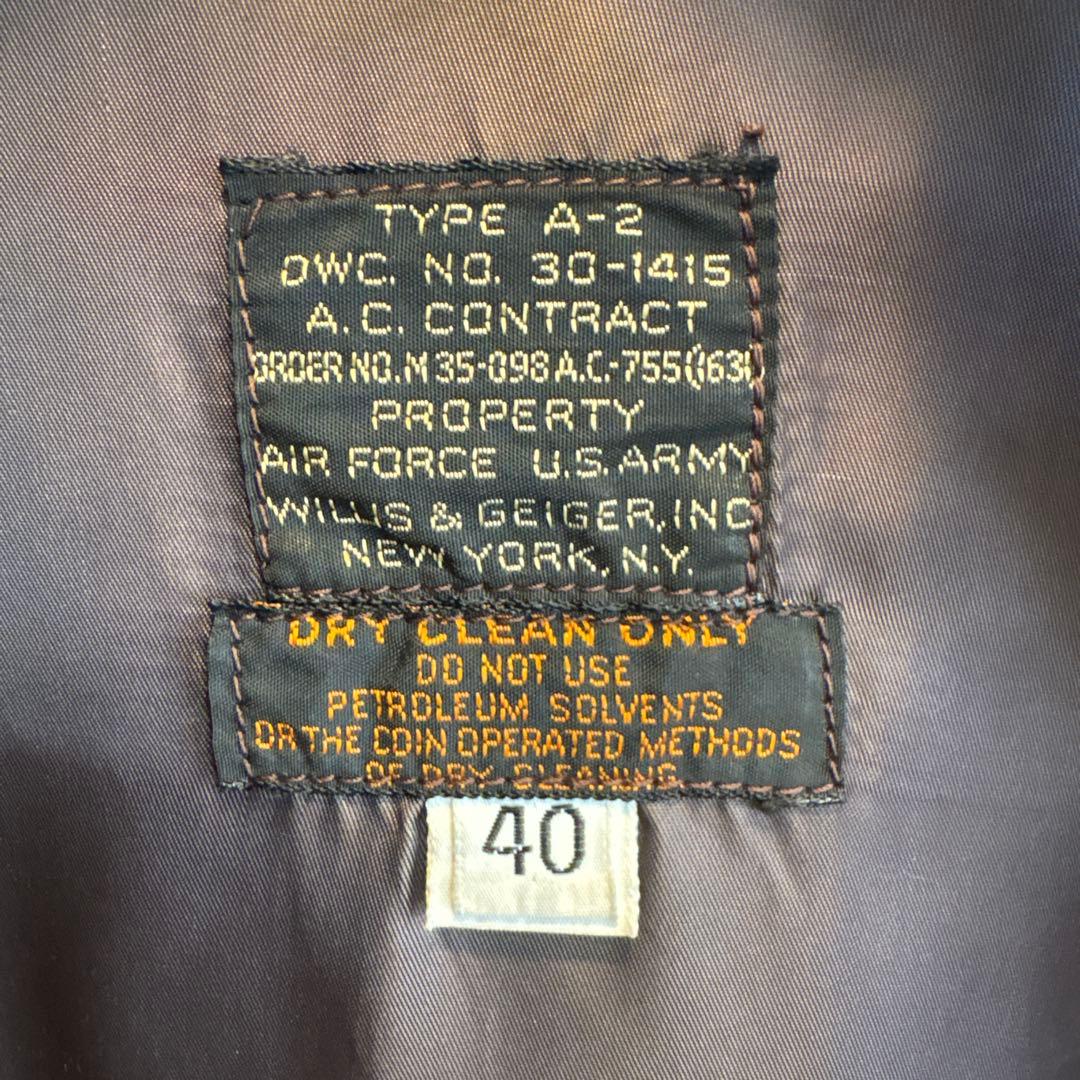 TYPE A-2
DWG. NO. 30-1415
A.C. CONTRACT
ORDER NO. M 35-098 A.C.-755
PROPERTY
AIR FORCE U.S. ARMY
WILLIS & GEIGER, INC
NEW YORK, N.Y.
DRY CLEAN ONLY
DO NOT USE
PETROLEUM SOLVENTS
OR THE COIN OPERATED METHODS
OF DRY CLEANING
40